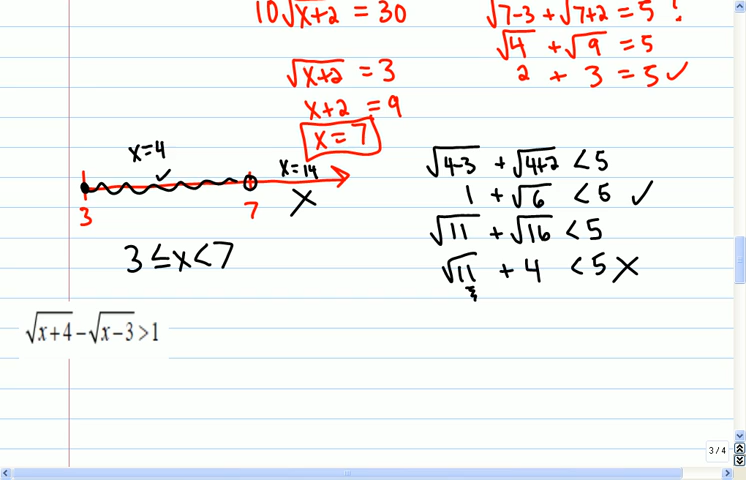 10√x+2 = 30
√x+2 = 3
x+2 = 9
x = 7
√7-3 + √7+2 = 5 ?
√4 + √9 = 5
2 + 3 = 5 ✓
x=4
✓
x=14
X
3
7
3 ≤ x < 7
√4-3 + √4+2 < 5
1 + √6 < 5 ✓
√11 + √16 < 5
√11 + 4 < 5 X
√x+4 - √x-3 > 1
3/4